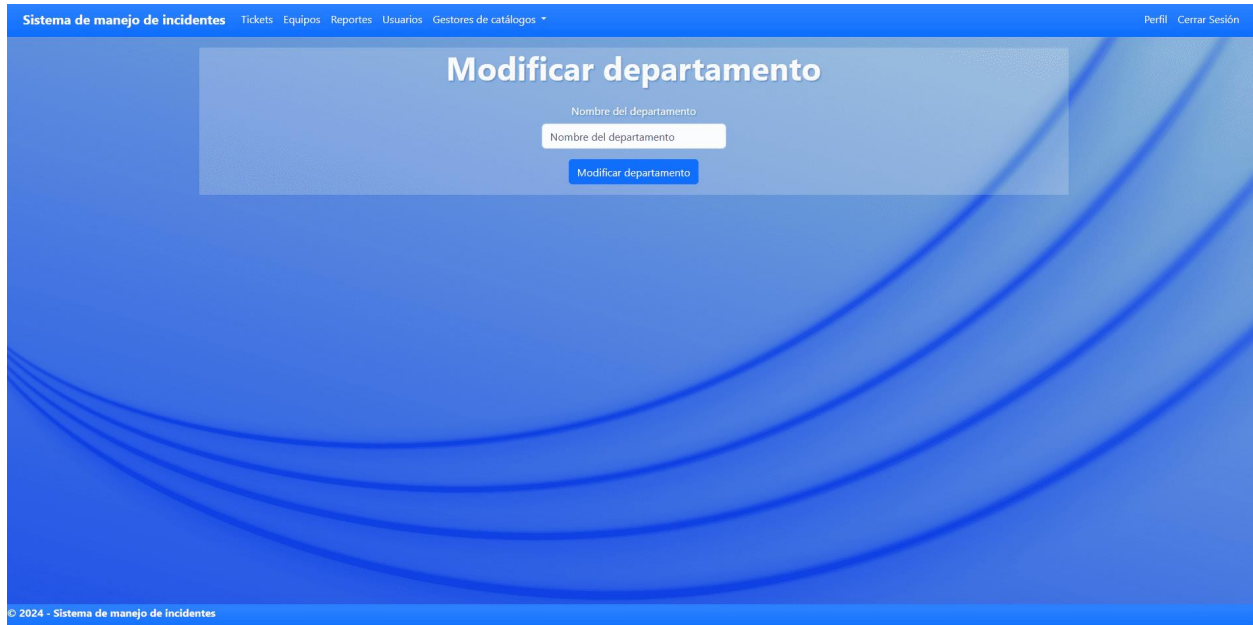 Sistema de manejo de incidentes Tickets Equipos Reportes Usuarios Gestores de catálogos Perfil Cerrar Sesión
Modificar departamento
Nombre del departamento
Nombre del departamento
Modificar departamento
© 2024 - Sistema de manejo de incidentes